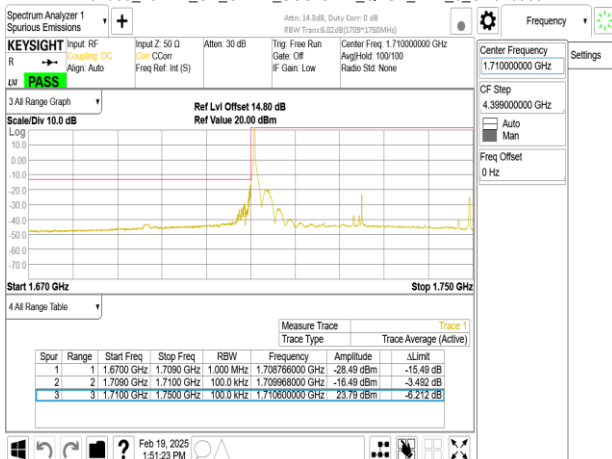 Spectrum Analyzer 1
Spurious Emissions
Attn: 14.3dB, Duty Corr: 0 dB
RBW Trans:6.02dB(1709~1750MHz)
Frequency
KEYSIGHT
R
LXI
PASS
Input: RF
Coupling: DC
Align: Auto
Input Z: 50 Ω
Corr CCorr
Freq Ref: Int (S)
Atten: 30 dB
Trig: Free Run
Gate: Off
IF Gain: Low
Center Freq: 1.710000000 GHz
Avg|Hold: 100/100
Radio Std: None
Center Frequency
1.710000000 GHz
Settings
CF Step
4.399000000 GHz
Auto
Man
Freq Offset
0 Hz
3 All Range Graph
Ref Lvl Offset 14.80 dB
Scale/Div 10.0 dB
Ref Value 20.00 dBm
Log
10.0
0.00
-10.0
-20.0
-30.0
-40.0
-50.0
-60.0
-70.0
Start 1.670 GHz
Stop 1.750 GHz
4 All Range Table
Measure Trace Trace 1
Trace Type Trace Average (Active)
Spur Range Start Freq Stop Freq RBW Frequency Amplitude ΔLimit
1 1 1.6700 GHz 1.7090 GHz 1.000 MHz 1.708766000 GHz -28.49 dBm -15.49 dB
2 2 1.7090 GHz 1.7100 GHz 100.0 kHz 1.709968000 GHz -16.49 dBm -3.492 dB
3 3 1.7100 GHz 1.7500 GHz 100.0 kHz 1.710600000 GHz 23.79 dBm -6.212 dB
?
Feb 19, 2025
1:51:23 PM